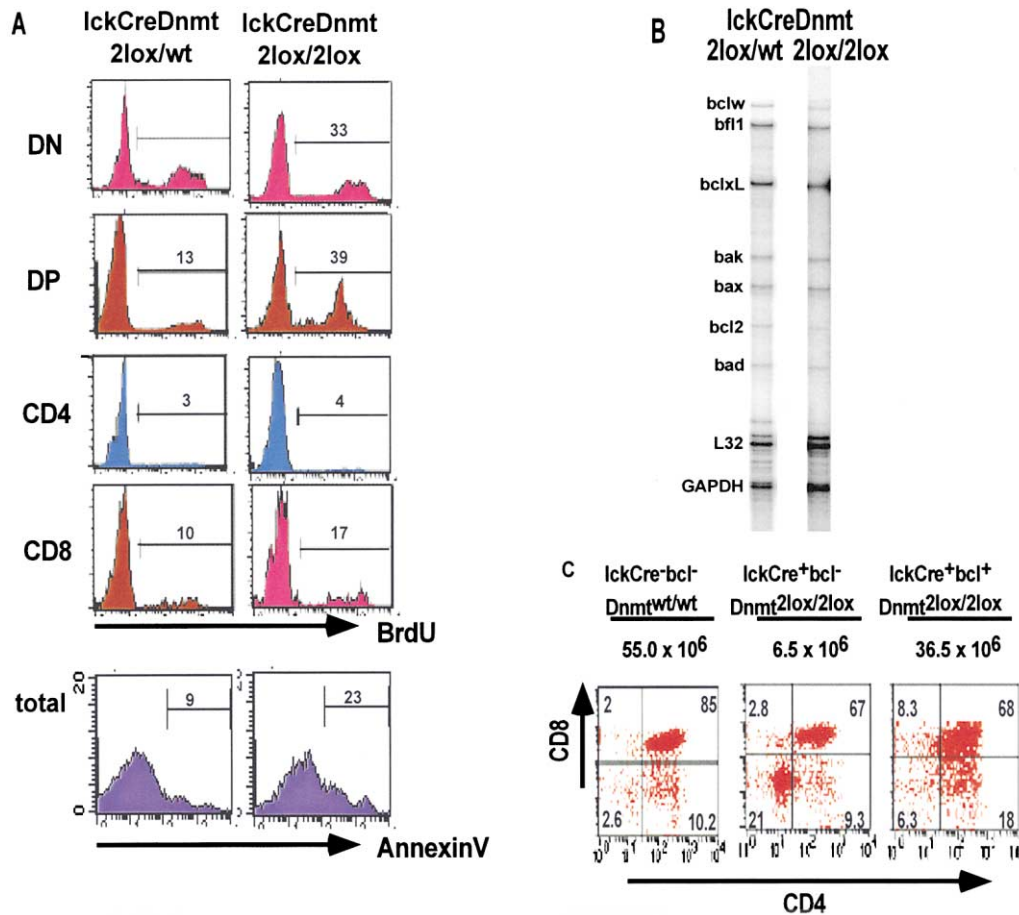 A
lckCreDnmt lckCreDnmt
2lox/wt 2lox/2lox
DN
33
DP
13
39
CD4
3
4
CD8
10
17
BrdU
total
20
0
9
23
AnnexinV
B
lckCreDnmt
2lox/wt 2lox/2lox
bclw
bfl1
bclxL
bak
bax
bcl2
bad
L32
GAPDH
C
lckCre-bcl- lckCre+bcl- lckCre+bcl+
Dnmtwt/wt Dnmt2lox/2lox Dnmt2lox/2lox
55.0 x 10⁶ 6.5 x 10⁶ 36.5 x 10⁶
CD8
2 85
2.6 10.2
2.8 67
21 9.3
8.3 68
6.3 18
CD4